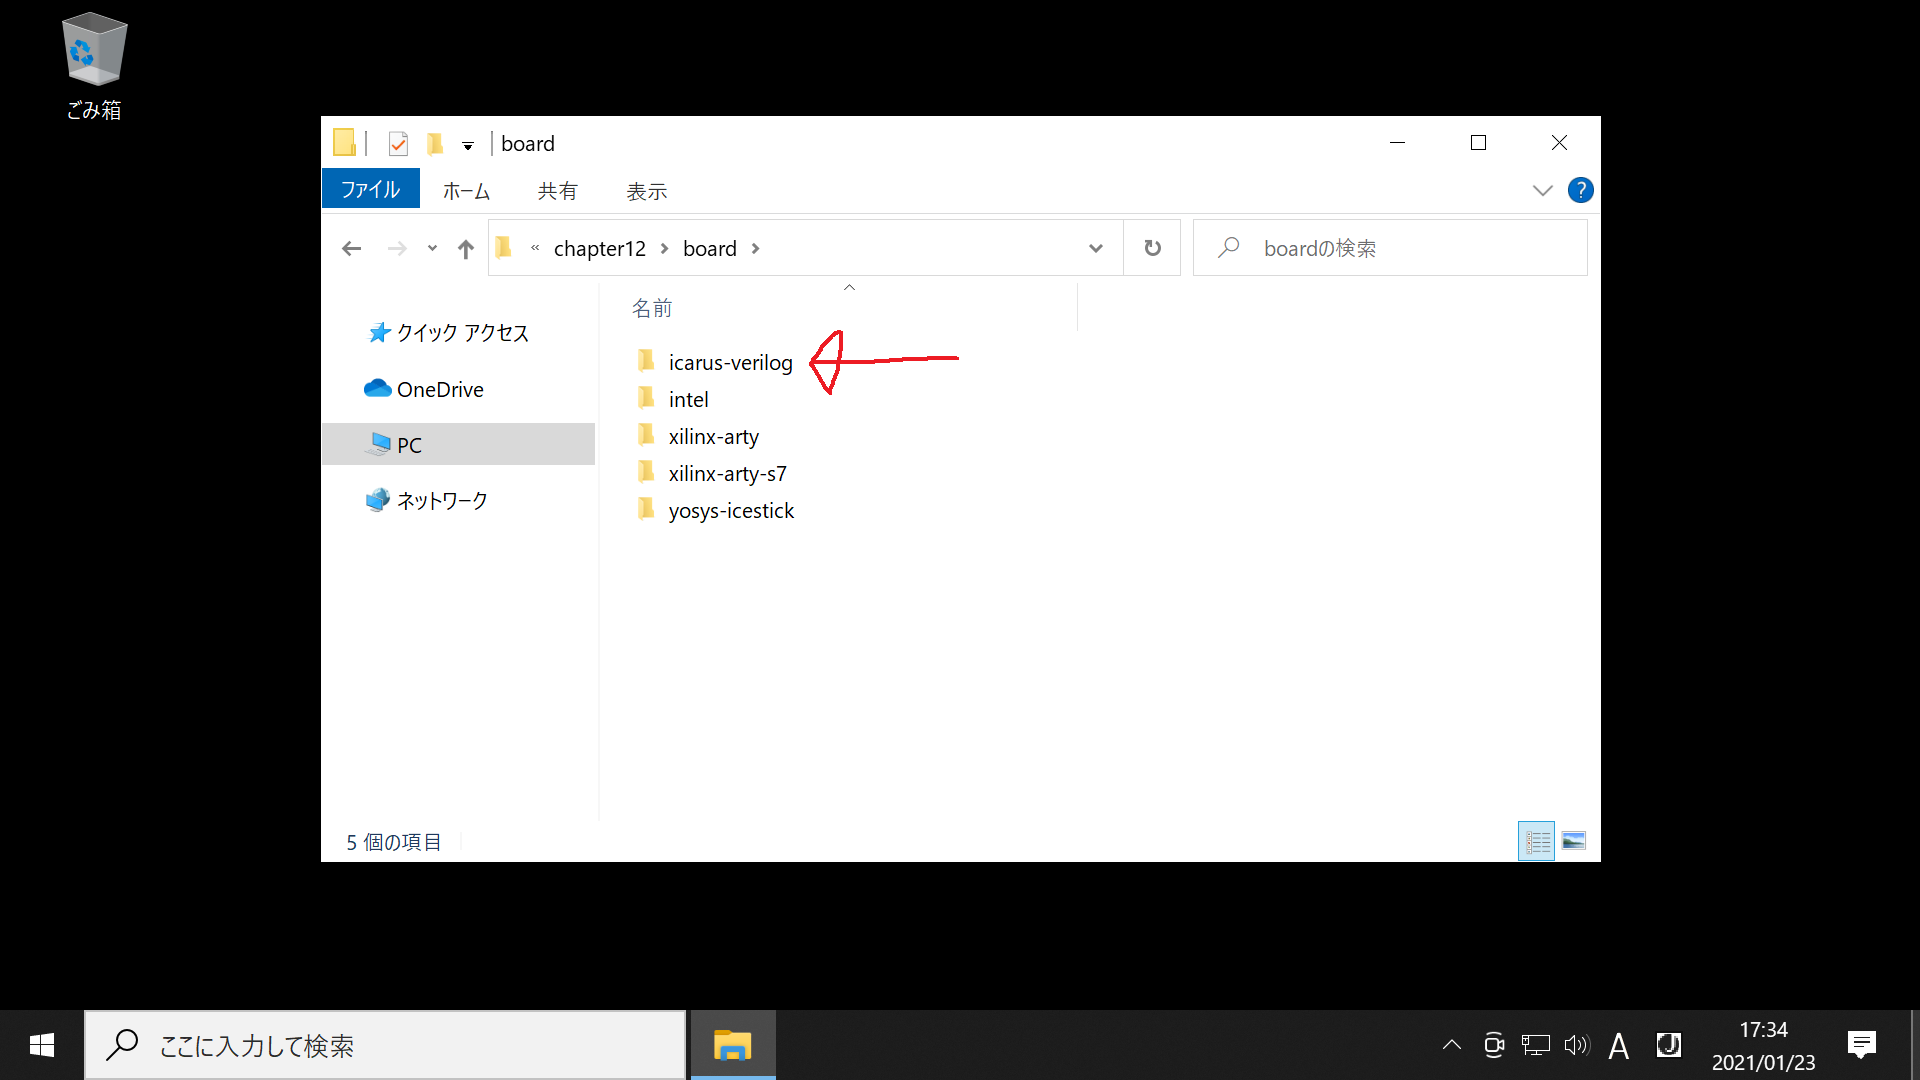 ごみ箱
board
ファイル ホーム 共有 表示
« chapter12 board boardの検索
名前
クイック アクセス
OneDrive
PC
ネットワーク
icarus-verilog
intel
xilinx-arty
xilinx-arty-s7
yosys-icestick
5 個の項目
ここに入力して検索
A
J
17:34
2021/01/23